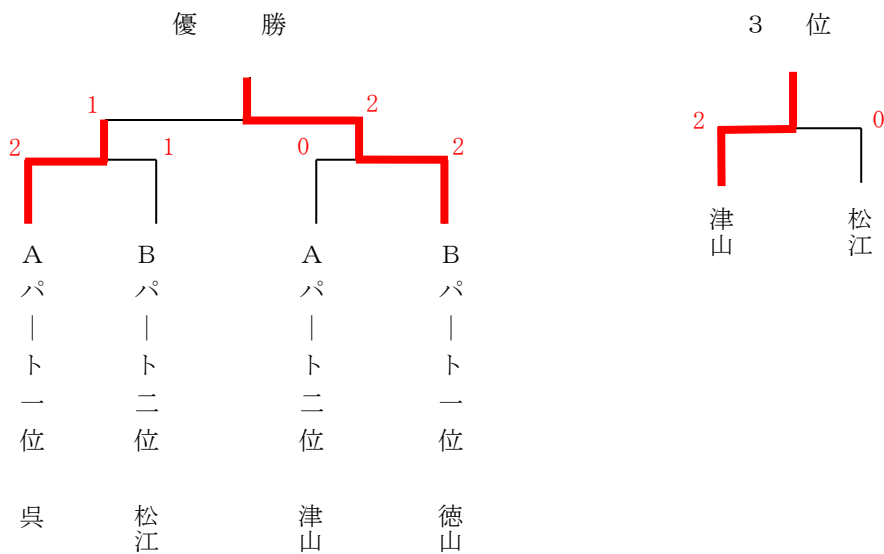 優　勝
3　位
1
2
2
1
0
2
2
0
津山
松江
Aパート一位　呉
Bパート二位　松江
Aパート二位　津山
Bパート一位　徳山